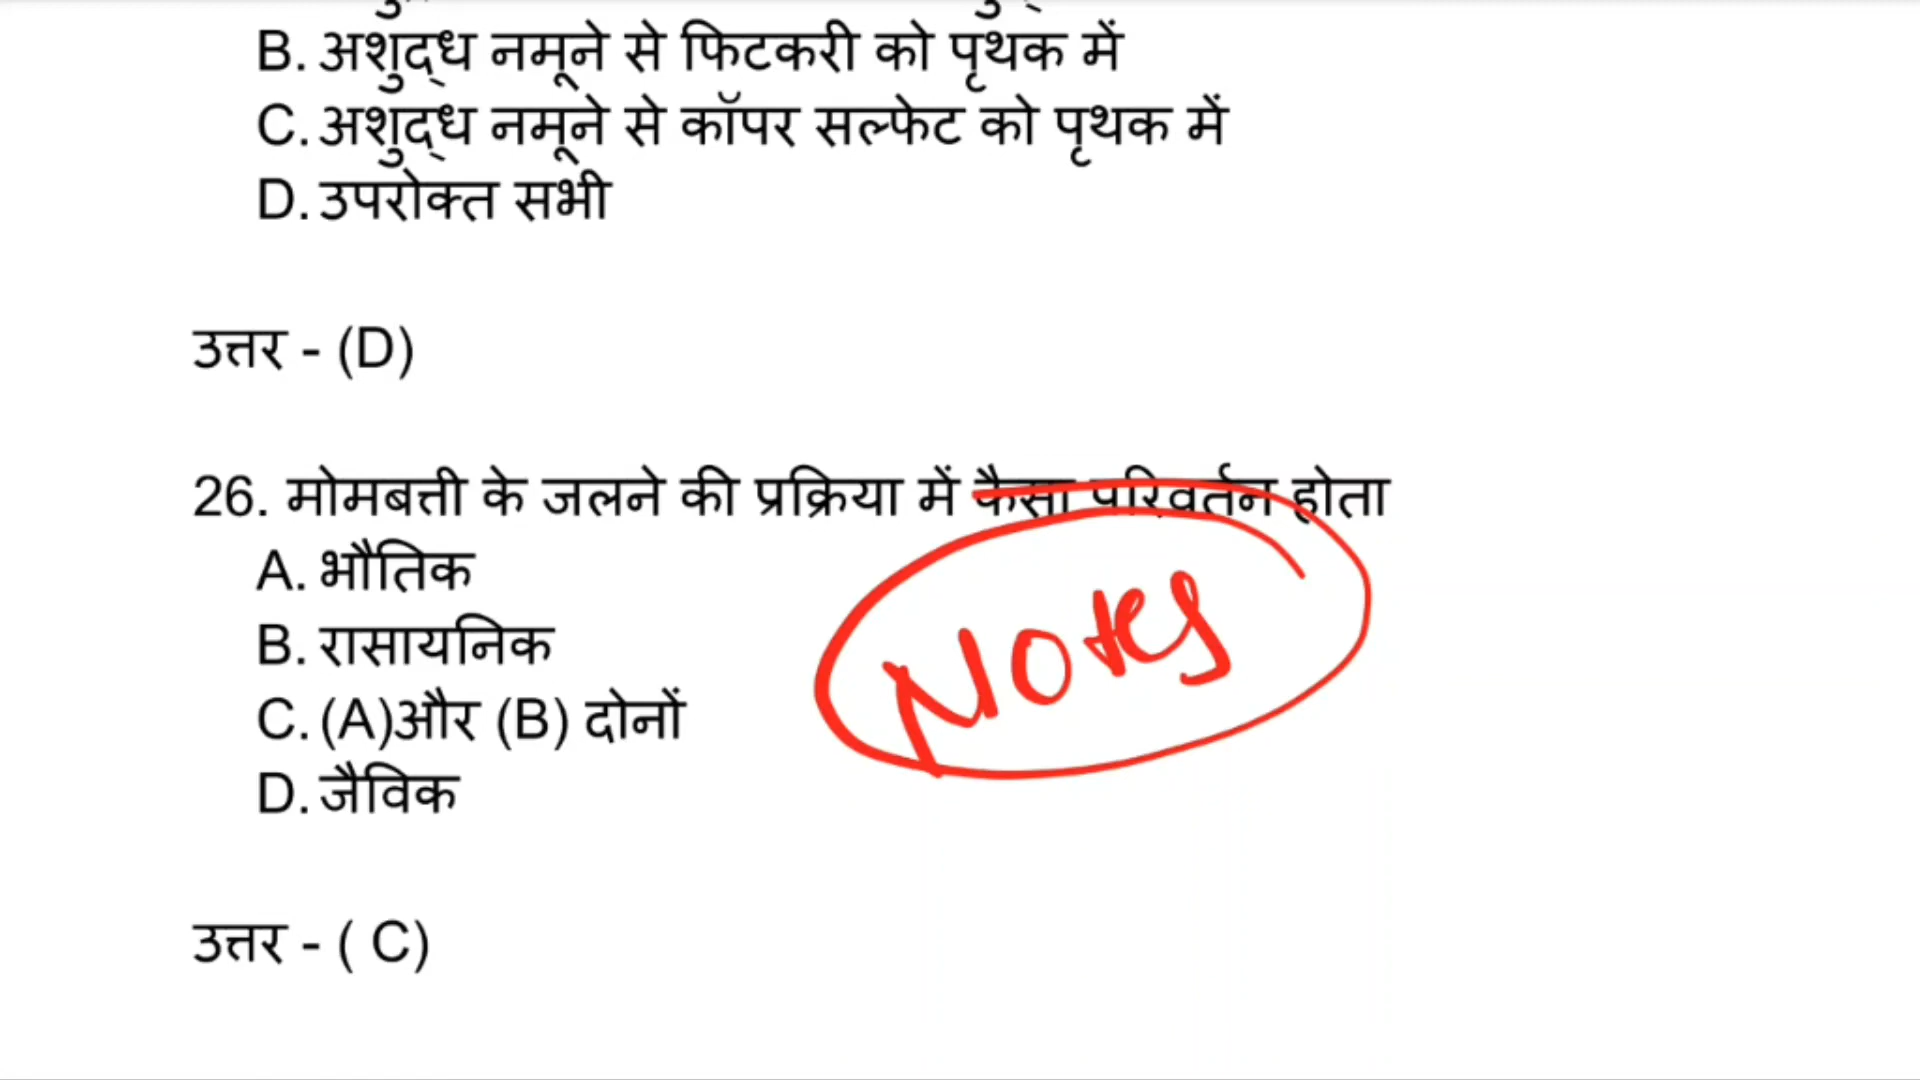 B. अशुद्ध नमूने से फिटकरी को पृथक में
C. अशुद्ध नमूने से कॉपर सल्फेट को पृथक में
D. उपरोक्त सभी
उत्तर - (D)
26. मोमबत्ती के जलने की प्रक्रिया में कैसा परिवर्तन होता
A. भौतिक
B. रासायनिक
C. (A)और (B) दोनों
D. जैविक
Notes
उत्तर - ( C)